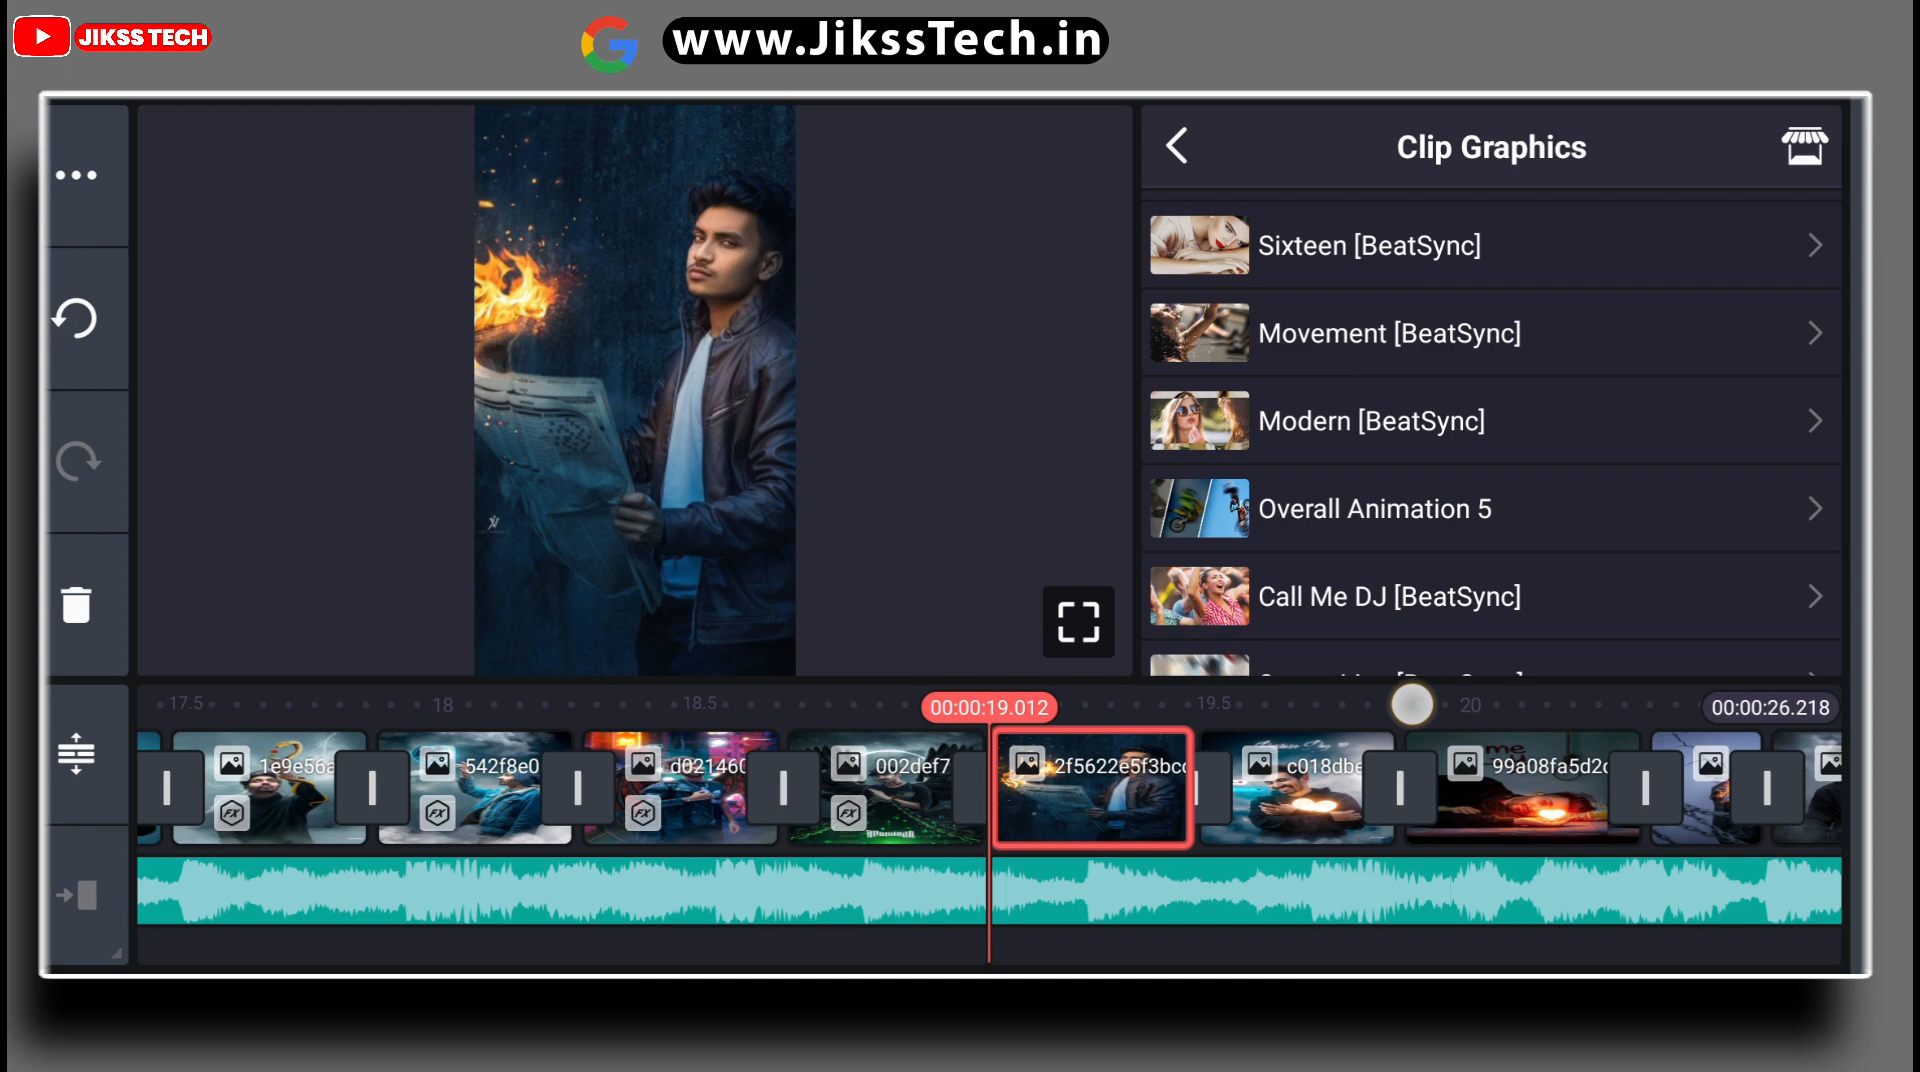 JIKSS TECH
www.JikssTech.in
Clip Graphics
Sixteen [BeatSync]
Movement [BeatSync]
Modern [BeatSync]
Overall Animation 5
Call Me DJ [BeatSync]
17.5
18
18.5
00:00:19.012
19.5
20
00:00:26.218
1e9e56a
542f8e0
d021460
002def7
2f5622e5f3bcc
c018dbe
99a08fa5d2c